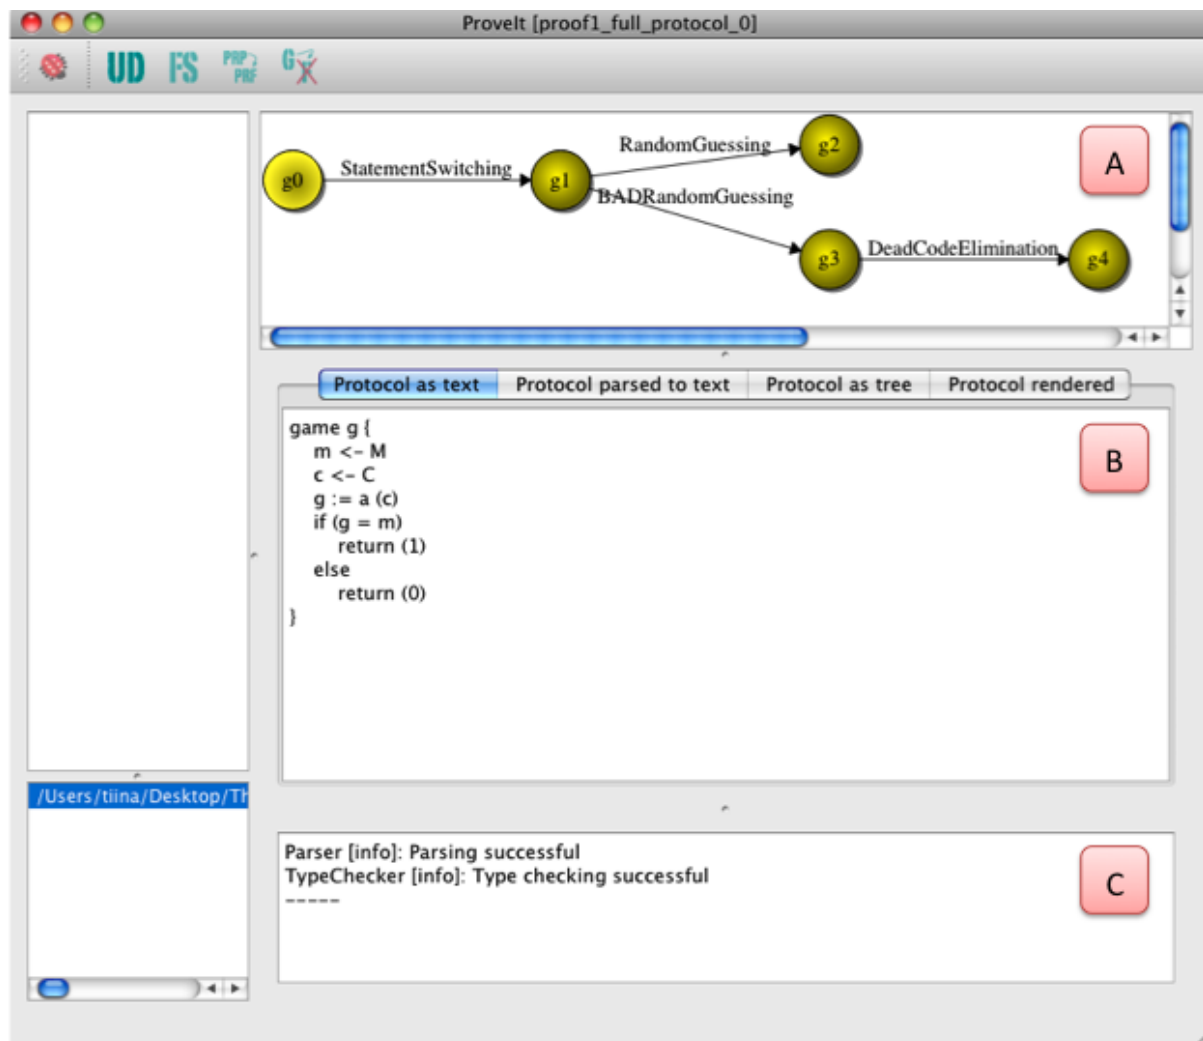 ProveIt [proof1_full_protocol_0]
UD FS PRP PRF G
StatementSwitching
RandomGuessing
BADRandomGuessing
DeadCodeElimination
g0
g1
g2
g3
g4
A
Protocol as text Protocol parsed to text Protocol as tree Protocol rendered
game g {
m <- M
c <- C
g := a (c)
if (g = m)
return (1)
else
return (0)
}
B
/Users/tiina/Desktop/Th
Parser [info]: Parsing successful
TypeChecker [info]: Type checking successful
-----
C